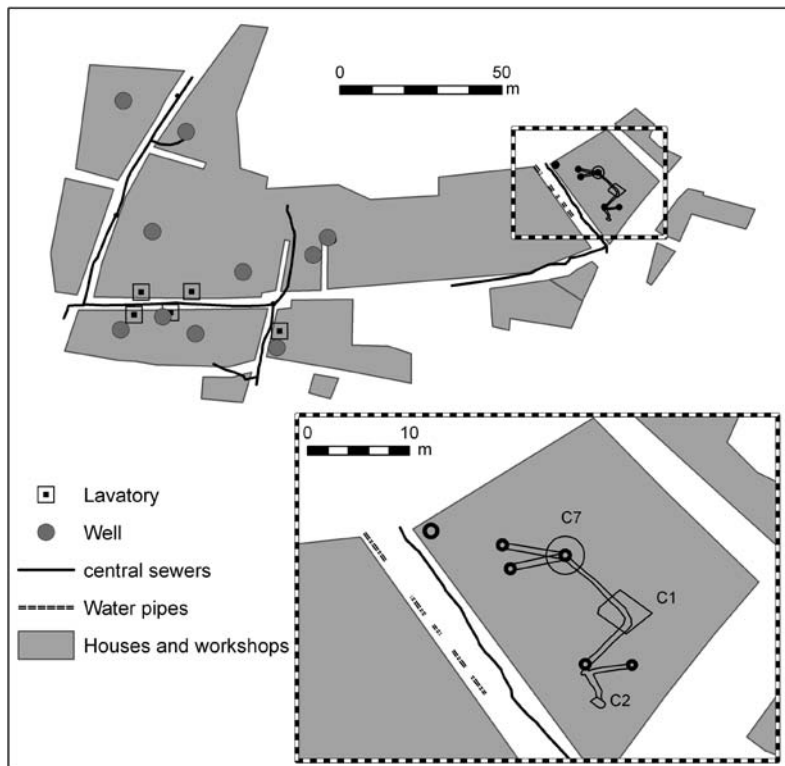 0 50
m
0 10
m
C7
C1
C2
Lavatory
Well
central sewers
Water pipes
Houses and workshops